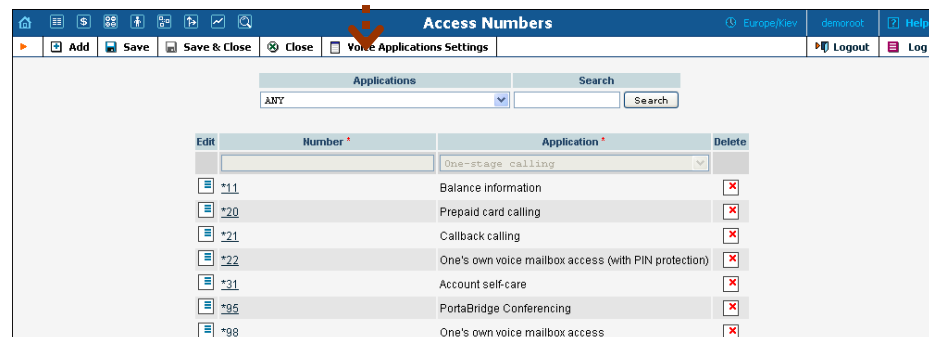 Access Numbers Europe/Kiev demoroot Help
Add Save Save & Close Close Voice Applications Settings Logout Log
Applications Search
ANY Search
Edit Number * Application * Delete
One-stage calling
*11 Balance information
*20 Prepaid card calling
*21 Callback calling
*22 One's own voice mailbox access (with PIN protection)
*31 Account self-care
*95 PortaBridge Conferencing
*98 One's own voice mailbox access